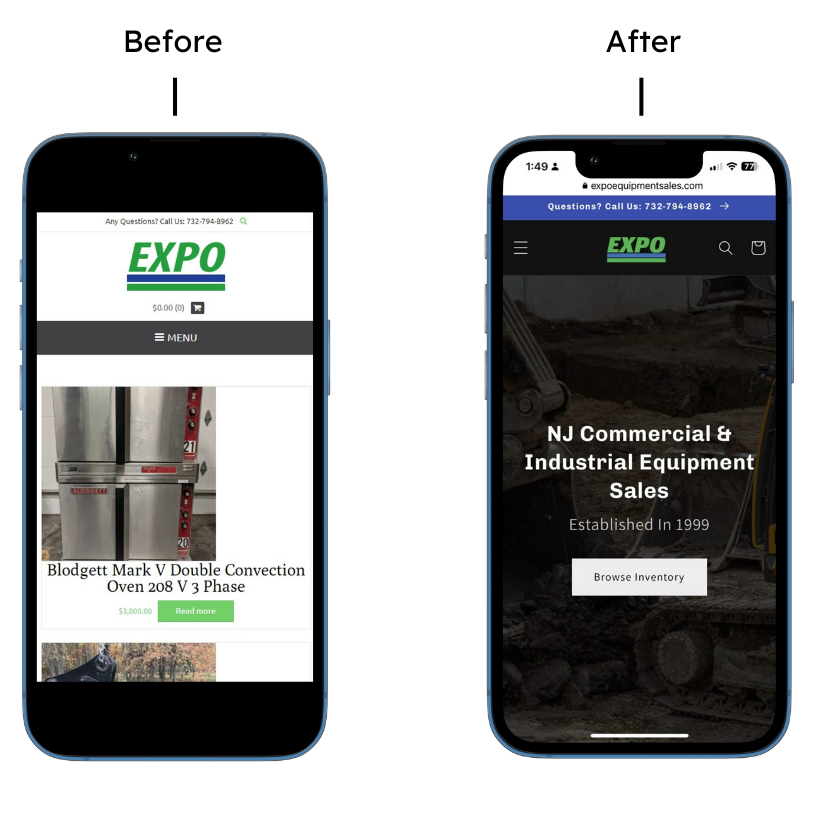 Before
After
Any Questions? Call Us: 732-794-8962
EXPO
$0.00 (0)
MENU
21
BLODGETT
20
Blodgett Mark V Double Convection
Oven 208 V 3 Phase
$3,000.00
Read more
1:49
77
expoequipmentsales.com
Questions? Call Us: 732-794-8962
EXPO
NJ Commercial &
Industrial Equipment
Sales
Established In 1999
Browse Inventory